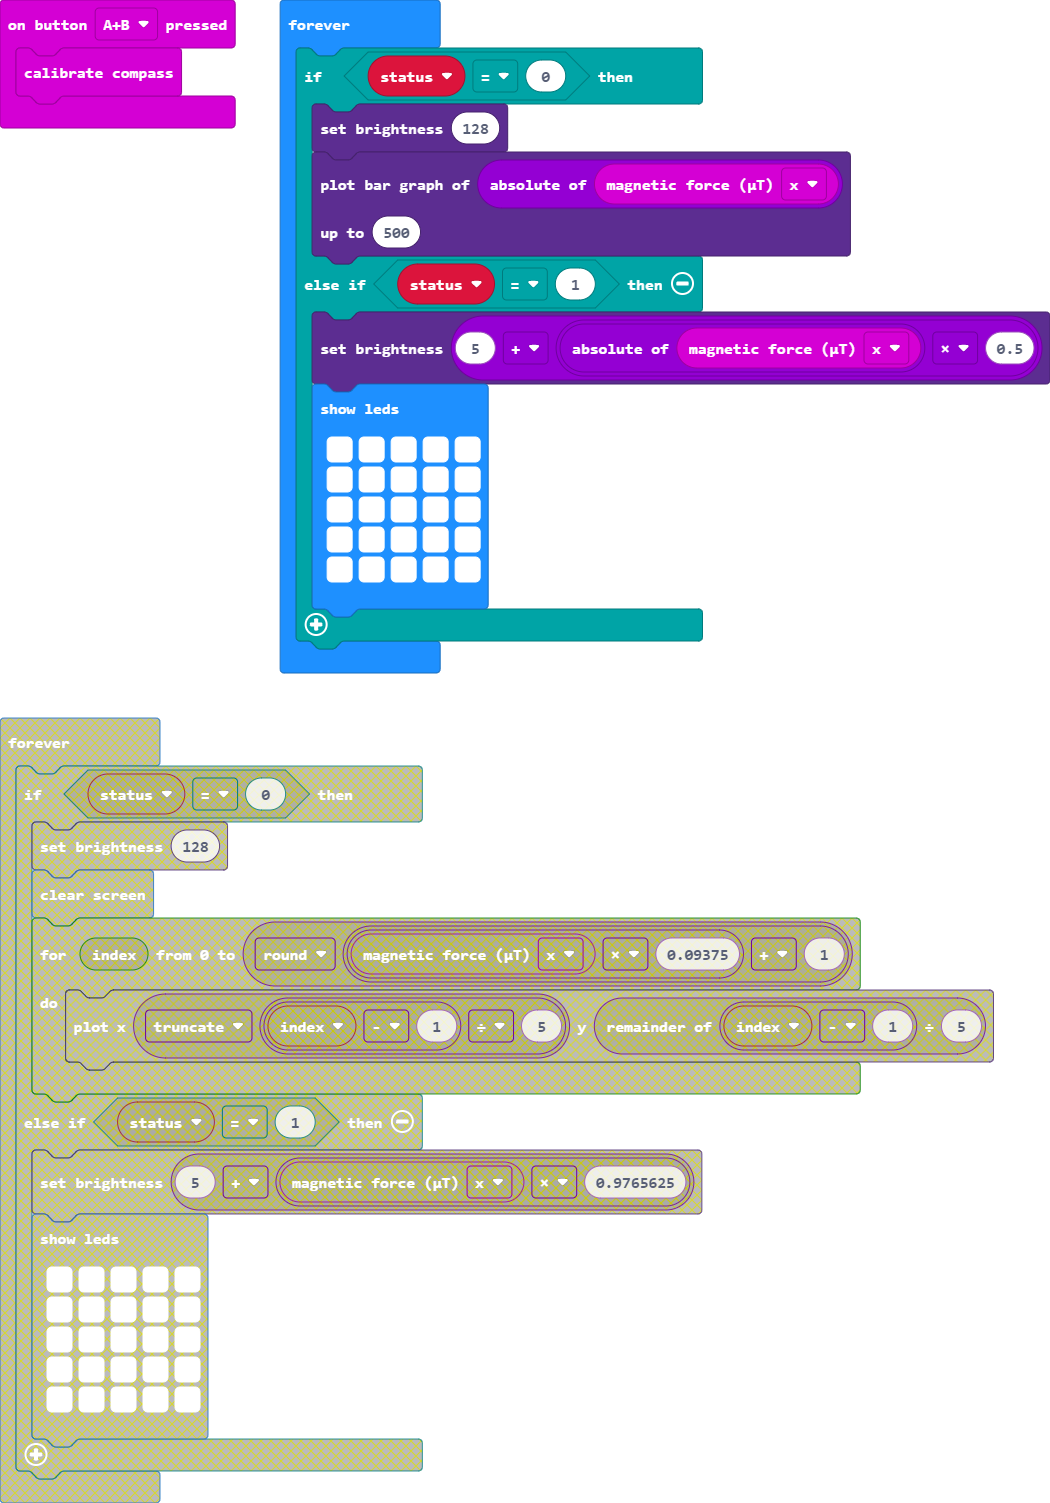 on button A+B pressed
calibrate compass
forever
if status = 0 then
set brightness 128
plot bar graph of absolute of magnetic force (μT) x
up to 500
else if status = 1 then
set brightness 5 + absolute of magnetic force (μT) x × 0.5
show leds
forever
if status = 0 then
set brightness 128
clear screen
for index from 0 to round magnetic force (μT) x × 0.09375 + 1
do
plot x truncate index - 1 ÷ 5 y remainder of index - 1 ÷ 5
else if status = 1 then
set brightness 5 + magnetic force (μT) x × 0.9765625
show leds